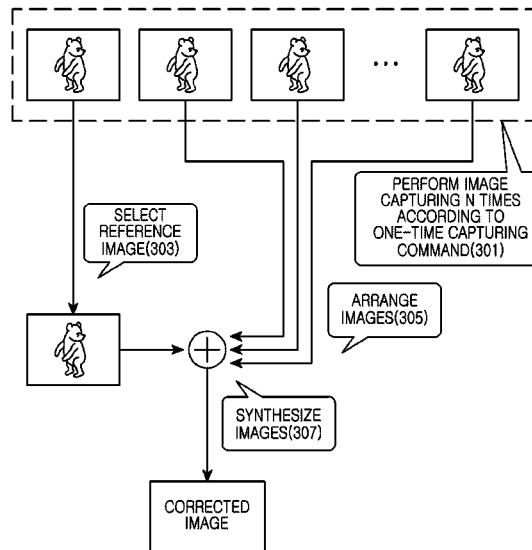 PERFORM IMAGE
CAPTURING N TIMES
ACCORDING TO
ONE-TIME CAPTURING
COMMAND(301)
SELECT
REFERENCE
IMAGE(303)
ARRANGE
IMAGES(305)
SYNTHESIZE
IMAGES(307)
CORRECTED
IMAGE